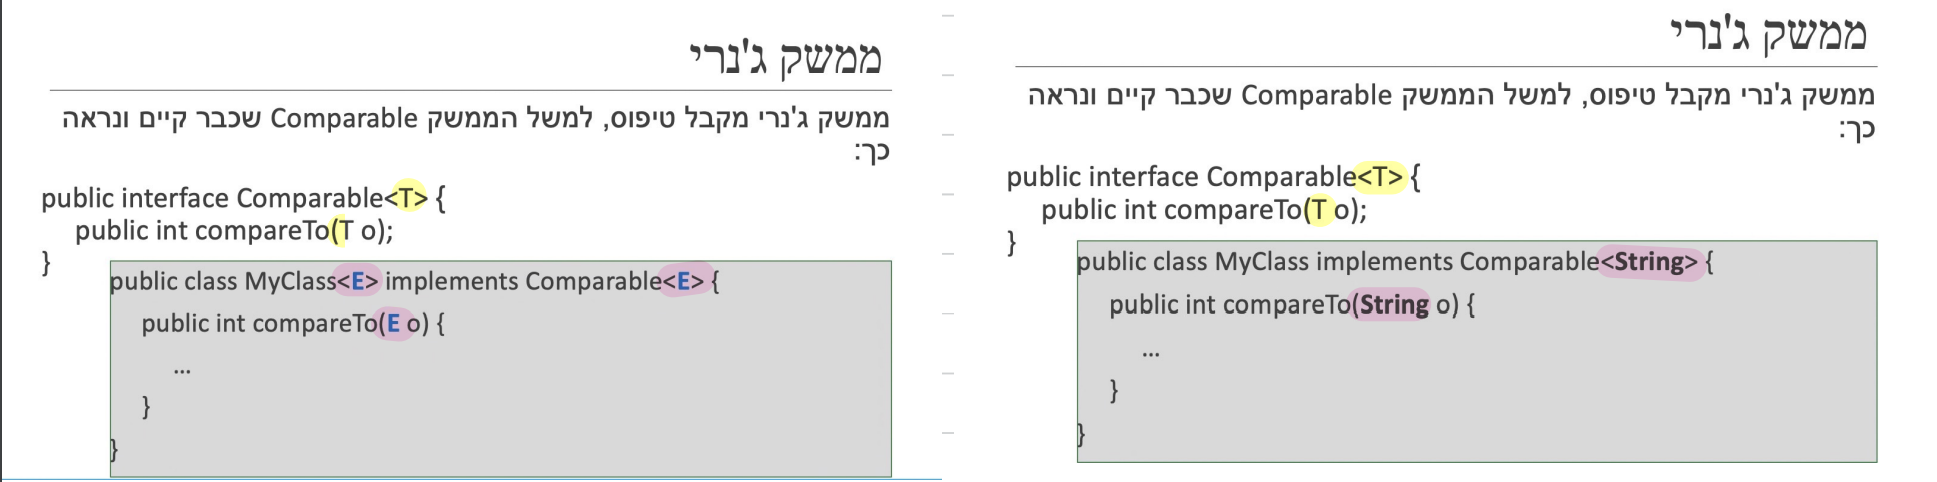 ממשק ג'נרי
ממשק ג'נרי מקבל טיפוס, למשל הממשק Comparable שכבר קיים ונראה
כך:
public interface Comparable<T> {
public int compareTo(T o);
}
public class MyClass<E> implements Comparable<E> {
public int compareTo(E o) {
...
}
}
ממשק ג'נרי
ממשק ג'נרי מקבל טיפוס, למשל הממשק Comparable שכבר קיים ונראה
כך:
public interface Comparable<T> {
public int compareTo(T o);
}
public class MyClass implements Comparable<String> {
public int compareTo(String o) {
...
}
}